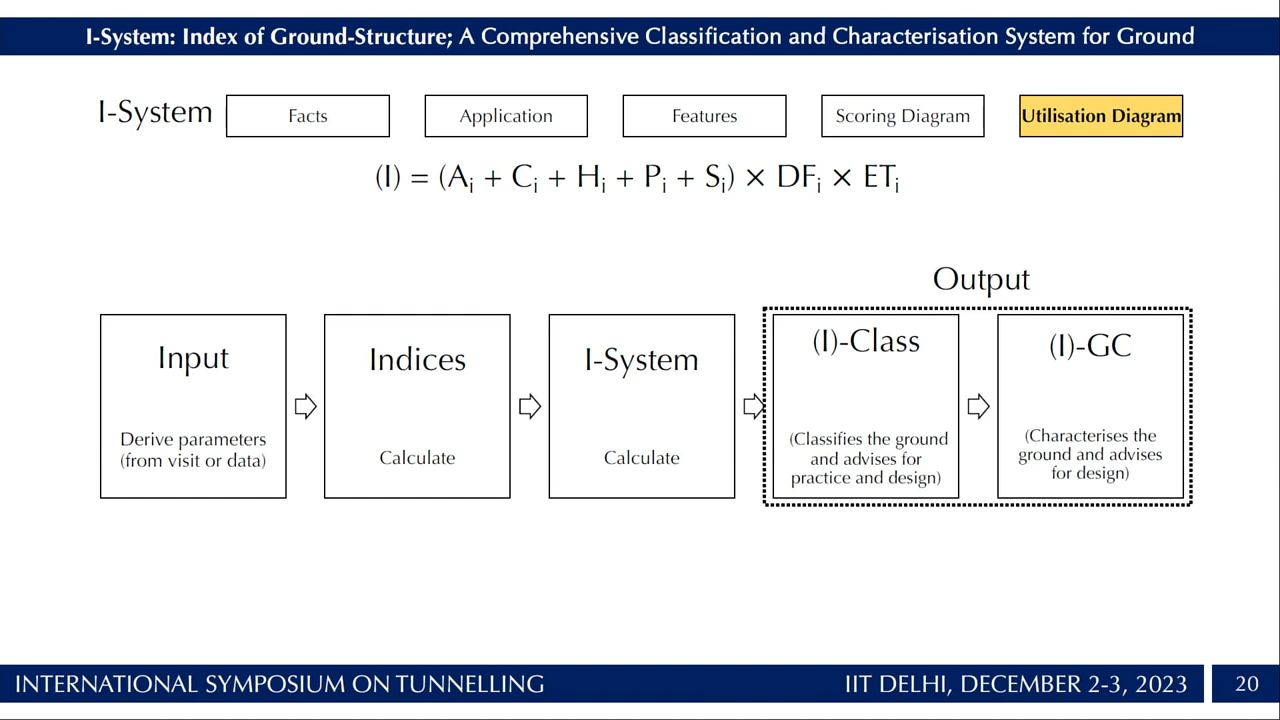 I-System: Index of Ground-Structure; A Comprehensive Classification and Characterisation System for Ground
I-System
Facts
Application
Features
Scoring Diagram
Utilisation Diagram
(I) = (Ai + Ci + Hi + Pi + Si) × DFi × ETi
Output
Input
Derive parameters
(from visit or data)
Indices
Calculate
I-System
Calculate
(I)-Class
(Classifies the ground
and advises for
practice and design)
(I)-GC
(Characterises the
ground and advises
for design)
INTERNATIONAL SYMPOSIUM ON TUNNELLING
IIT DELHI, DECEMBER 2-3, 2023
20